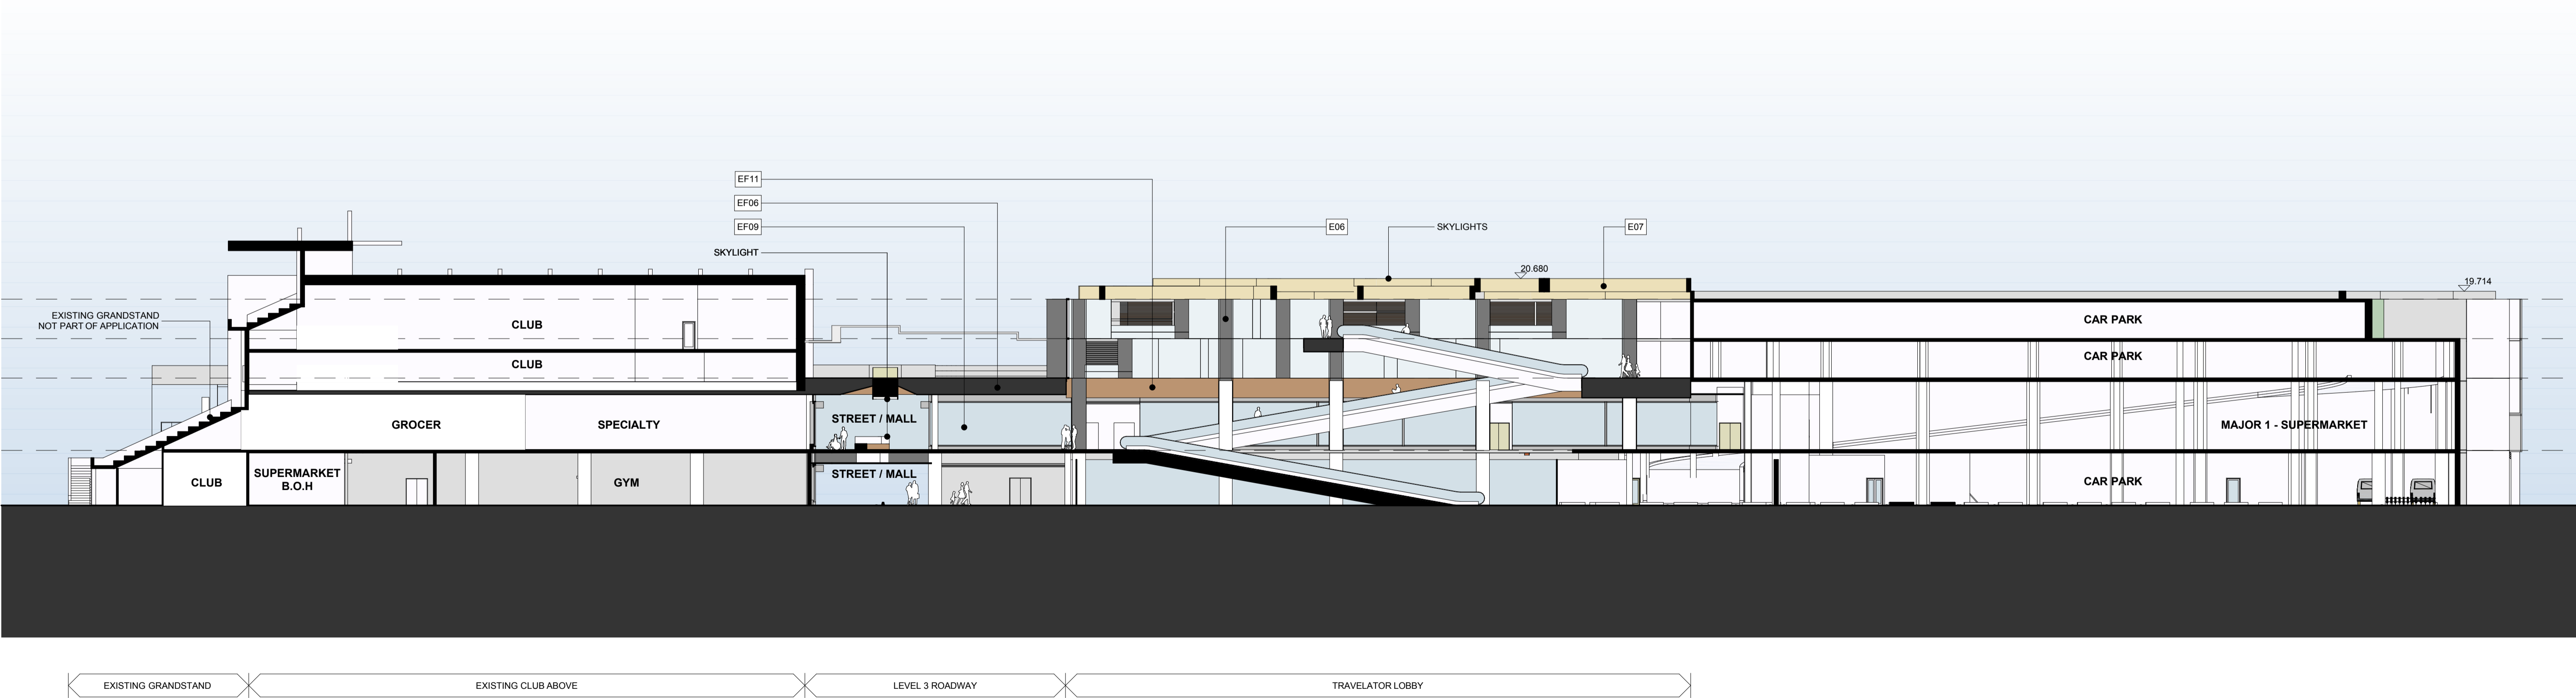 EF11
EF06
EF09
SKYLIGHT
E06
SKYLIGHTS
E07
20.680
19.714
EXISTING GRANDSTAND
NOT PART OF APPLICATION
CLUB
CLUB
CAR PARK
CAR PARK
GROCER
SPECIALTY
STREET / MALL
MAJOR 1 - SUPERMARKET
CLUB
SUPERMARKET
B.O.H
GYM
STREET / MALL
CAR PARK
EXISTING GRANDSTAND
EXISTING CLUB ABOVE
LEVEL 3 ROADWAY
TRAVELATOR LOBBY